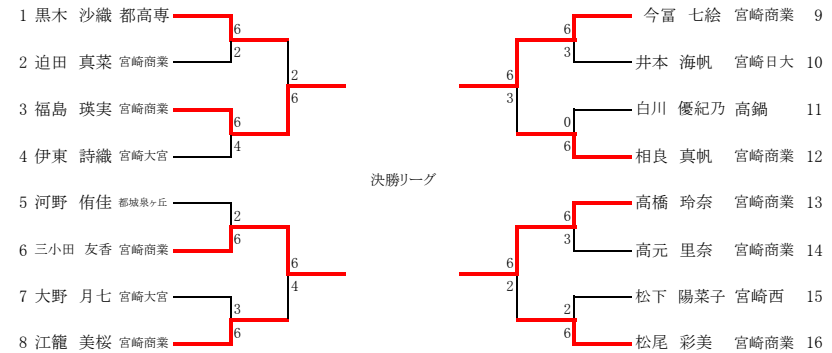 1 黒木 沙織 都高専
6
2
2 迫田 真菜 宮崎商業
2
6
3 福島 瑛実 宮崎商業
6
4
4 伊東 詩織 宮崎大宮
5 河野 侑佳 都城泉ヶ丘
2
6
6 三小田 友香 宮崎商業
6
4
7 大野 月七 宮崎大宮
3
6
8 江籠 美桜 宮崎商業
決勝リーグ
今冨 七絵 宮崎商業 9
6
3
井本 海帆 宮崎日大 10
6
3
白川 優紀乃 高鍋 11
0
6
相良 真帆 宮崎商業 12
高橋 玲奈 宮崎商業 13
6
3
高元 里奈 宮崎商業 14
6
2
松下 陽菜子 宮崎西 15
2
6
松尾 彩美 宮崎商業 16